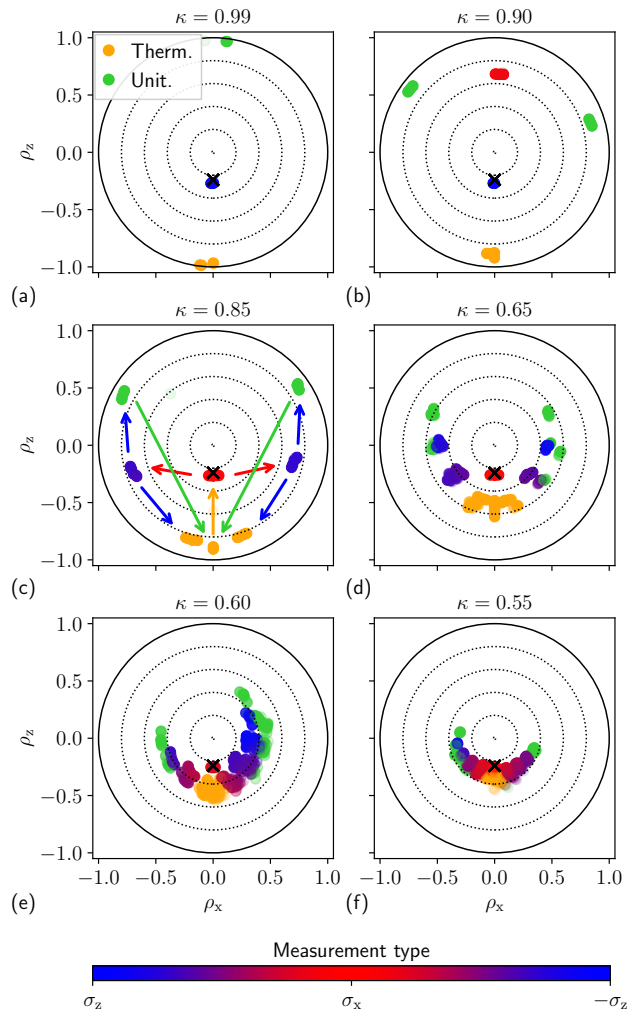 κ = 0.99
κ = 0.90
1.0
0.5
0.0
−0.5
−1.0
ρz
Therm.
Unit.
(a)
(b)
κ = 0.85
κ = 0.65
1.0
0.5
0.0
−0.5
−1.0
ρz
(c)
(d)
κ = 0.60
κ = 0.55
1.0
0.5
0.0
−0.5
−1.0
ρz
−1.0 −0.5 0.0 0.5 1.0
−1.0 −0.5 0.0 0.5 1.0
(e)
ρx
(f)
ρx
Measurement type
σz σx −σz